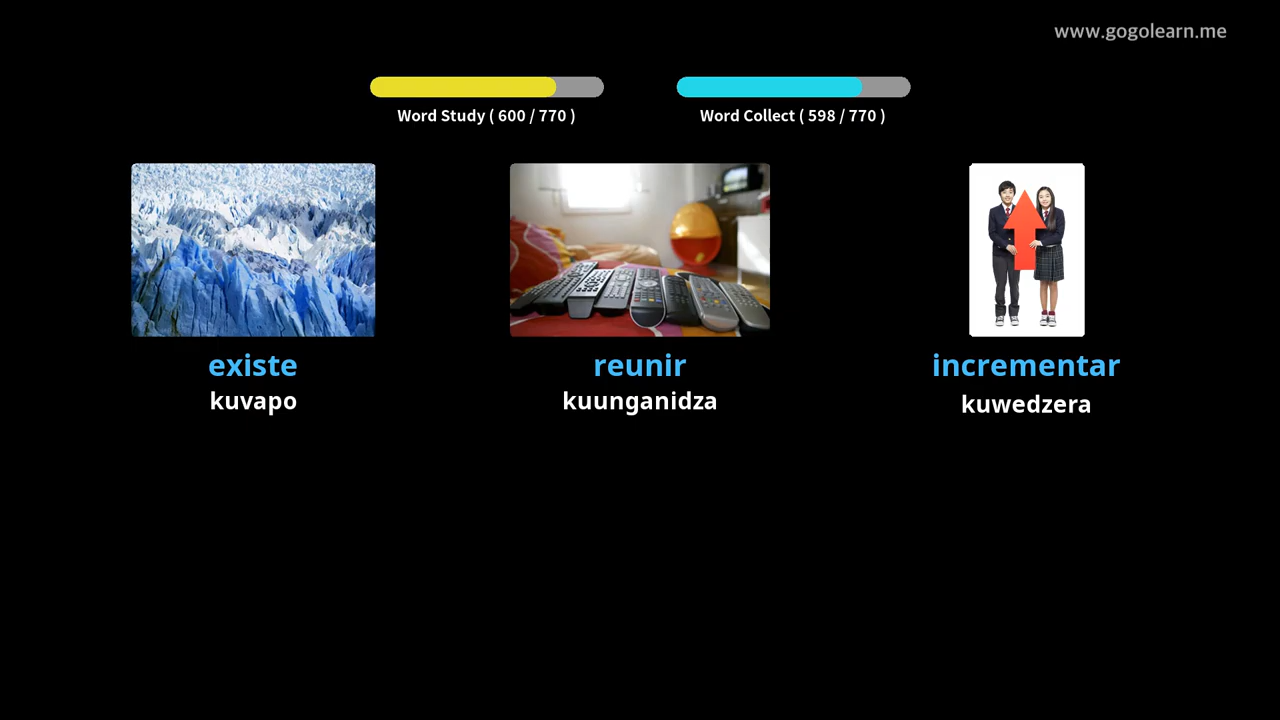 www.gogolearn.me
Word Study ( 600 / 770 )
Word Collect ( 598 / 770 )
existe
kuvapo
reunir
kuunganidza
incrementar
kuwedzera